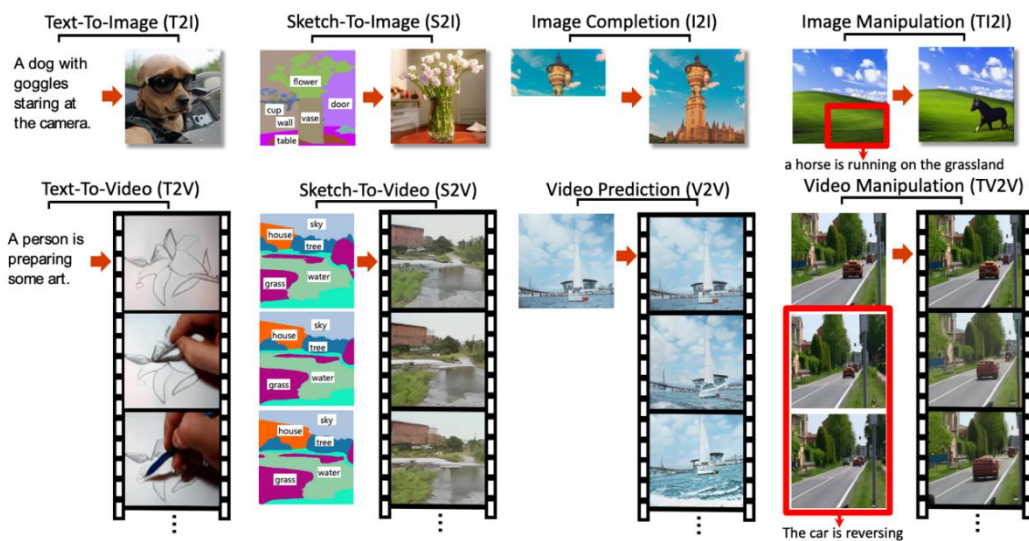 Text-To-Image (T2I)
A dog with
goggles
staring at
the camera.
Sketch-To-Image (S2I)
flower
door
cup
wall
vase
table
Image Completion (I2I)
Image Manipulation (TI2I)
a horse is running on the grassland
Text-To-Video (T2V)
A person is
preparing
some art.
Sketch-To-Video (S2V)
sky
house
tree
water
grass
sky
house
tree
water
grass
sky
house
tree
water
grass
Video Prediction (V2V)
Video Manipulation (TV2V)
The car is reversing